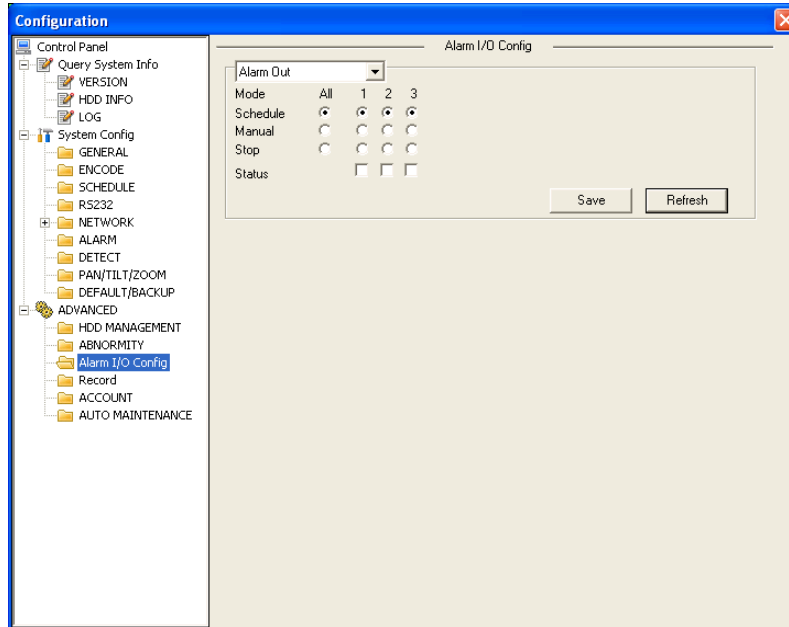 Configuration
Control Panel
Query System Info
VERSION
HDD INFO
LOG
System Config
GENERAL
ENCODE
SCHEDULE
RS232
NETWORK
ALARM
DETECT
PAN/TILT/ZOOM
DEFAULT/BACKUP
ADVANCED
HDD MANAGEMENT
ABNORMITY
Alarm I/O Config
Record
ACCOUNT
AUTO MAINTENANCE
Alarm I/O Config
Alarm Out
Mode All 1 2 3
Schedule
Manual
Stop
Status
Save Refresh